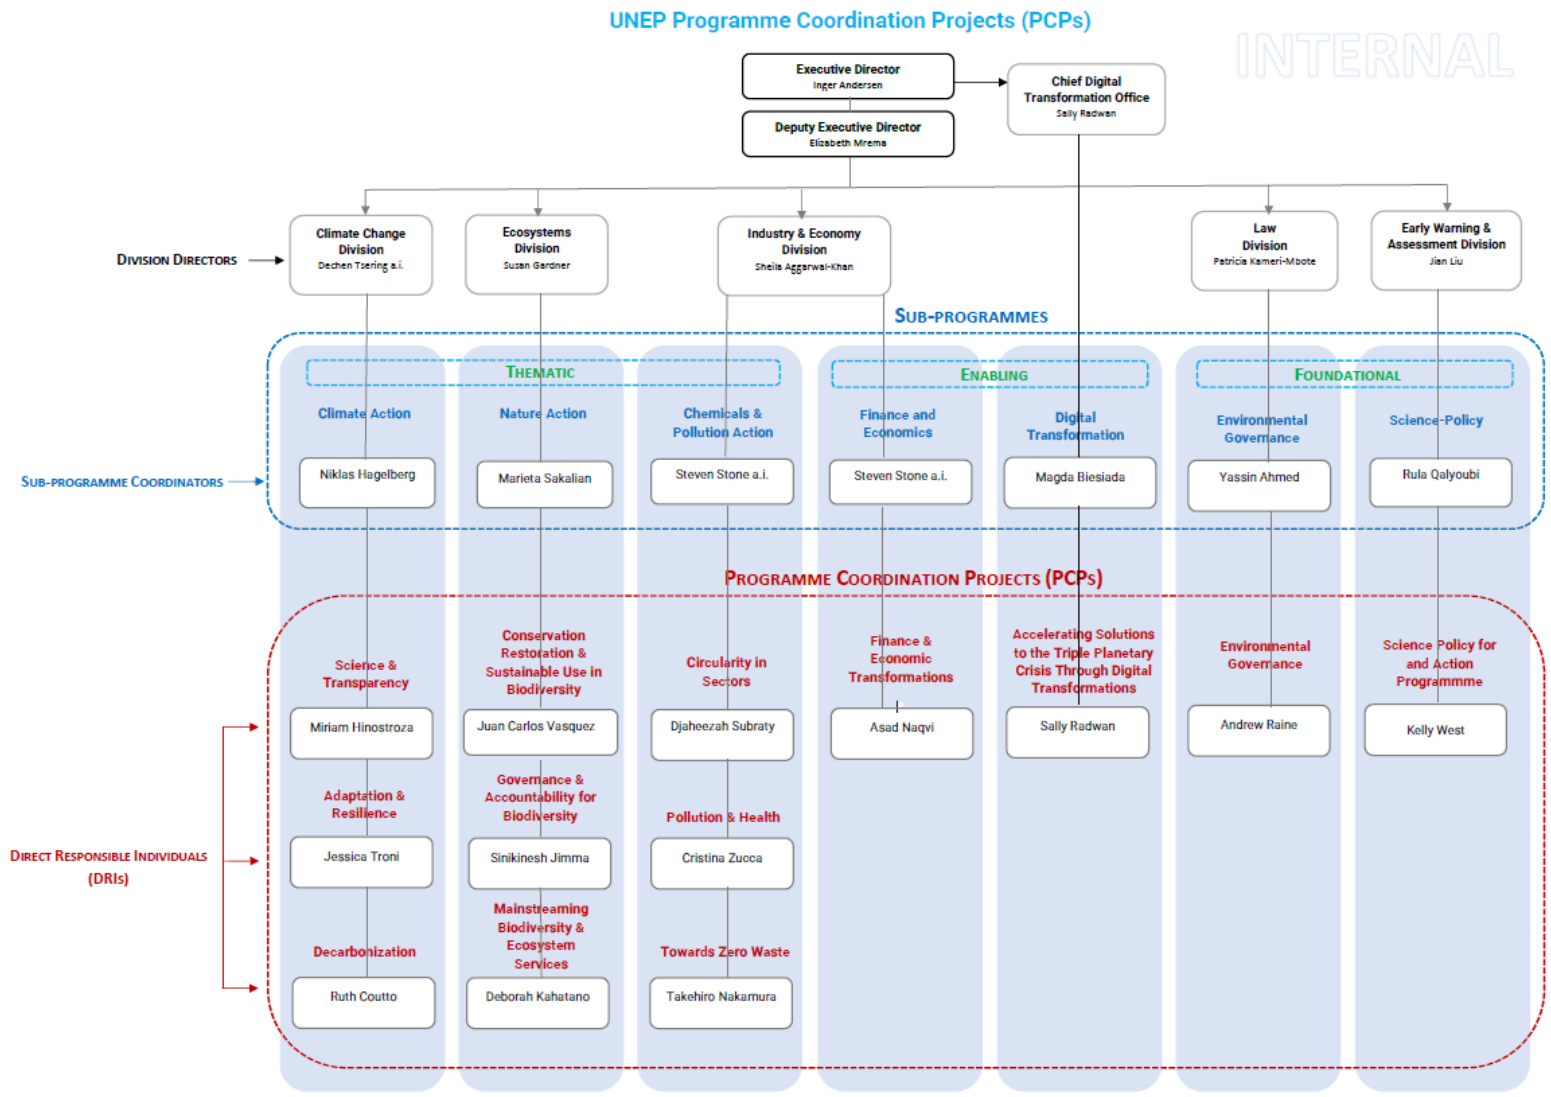 UNEP Programme Coordination Projects (PCPs)
INTERNAL
Executive Director
Inger Andersen
Chief Digital
Transformation Office
Sally Radwan
Deputy Executive Director
Elizabeth Mrema
DIVISION DIRECTORS
Climate Change
Division
Dechen Tsering a.i.
Ecosystems
Division
Susan Gardner
Industry & Economy
Division
Sheila Aggarwal-Khan
Law
Division
Patricia Kameri-Mbote
Early Warning &
Assessment Division
Jian Liu
SUB-PROGRAMMES
THEMATIC
ENABLING
FOUNDATIONAL
Climate Action
Nature Action
Chemicals &
Pollution Action
Finance and
Economics
Digital
Transformation
Environmental
Governance
Science-Policy
SUB-PROGRAMME COORDINATORS
Niklas Hagelberg
Marieta Sakalian
Steven Stone a.i.
Steven Stone a.i.
Magda Biesiada
Yassin Ahmed
Rula Qalyoubi
PROGRAMME COORDINATION PROJECTS (PCPS)
Science &
Transparency
Conservation
Restoration &
Sustainable Use in
Biodiversity
Circularity in
Sectors
Finance &
Economic
Transformations
Accelerating Solutions
to the Triple Planetary
Crisis Through Digital
Transformations
Environmental
Governance
Science Policy for
and Action
Programmme
Miriam Hinostroza
Juan Carlos Vasquez
Djaheezah Subraty
Asad Naqvi
Sally Radwan
Andrew Raine
Kelly West
Adaptation &
Resilience
Governance &
Accountability for
Biodiversity
Pollution & Health
DIRECT RESPONSIBLE INDIVIDUALS
(DRIS)
Jessica Troni
Sinikinesh Jimma
Cristina Zucca
Decarbonization
Mainstreaming
Biodiversity &
Ecosystem
Services
Towards Zero Waste
Ruth Coutto
Deborah Kahatano
Takehiro Nakamura